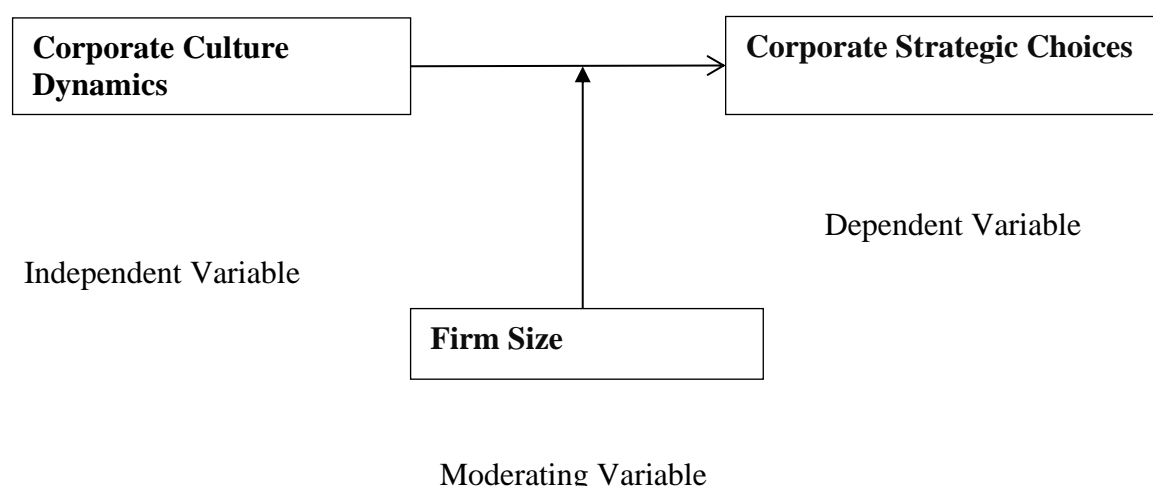 Corporate Culture
Dynamics
Corporate Strategic Choices
Dependent Variable
Independent Variable
Firm Size
Moderating Variable